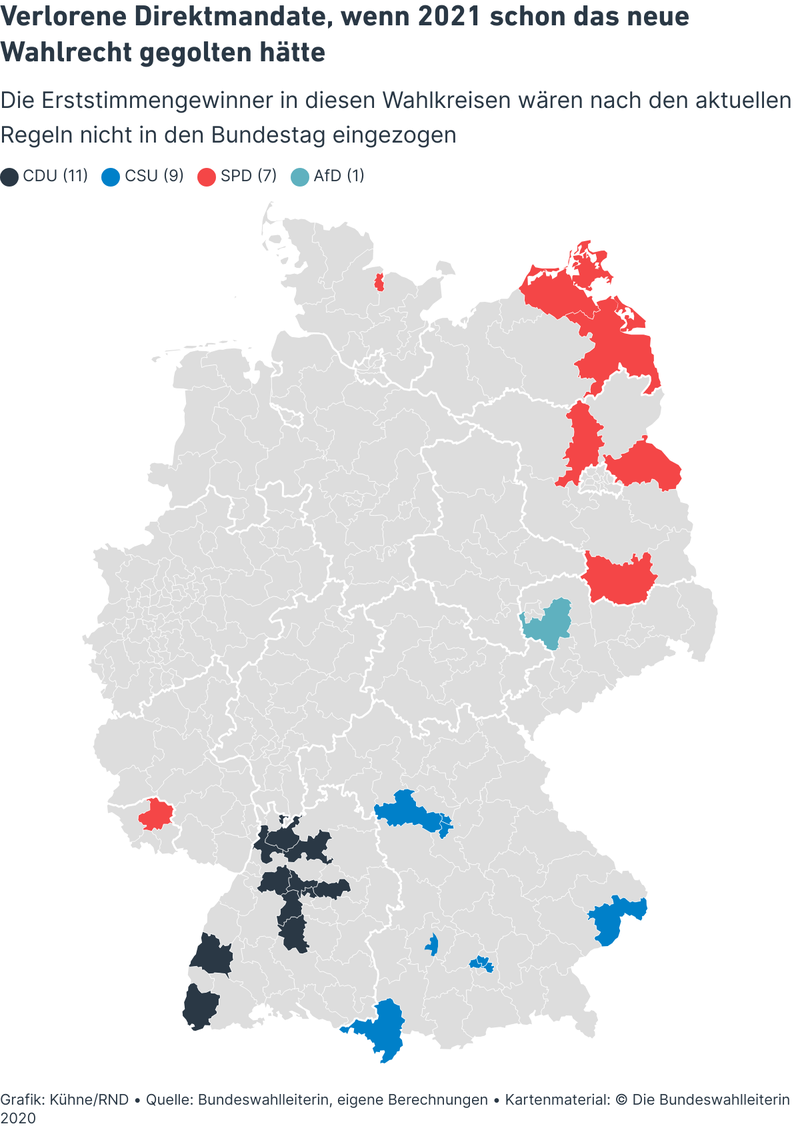 Verlorene Direktmandate, wenn 2021 schon das neue
Wahlrecht gegolten hätte
Die Erststimmengewinner in diesen Wahlkreisen wären nach den aktuellen
Regeln nicht in den Bundestag eingezogen
CDU (11) CSU (9) SPD (7) AfD (1)
Grafik: Kühne/RND • Quelle: Bundeswahlleiterin, eigene Berechnungen • Kartenmaterial: © Die Bundeswahlleiterin
2020